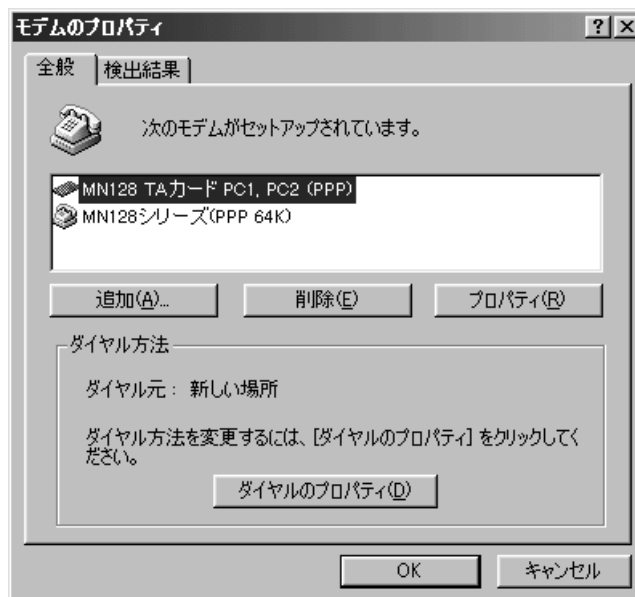 モデムのプロパティ
全般
検出結果
次のモデムがセットアップされています。
MN128 TAカード PC1, PC2 (PPP)
MN128シリーズ(PPP 64K)
追加(A)...
削除(E)
プロパティ(R)
ダイヤル方法
ダイヤル元： 新しい場所
ダイヤル方法を変更するには、[ダイヤルのプロパティ] をクリックしてく
ださい。
ダイヤルのプロパティ(D)
OK
キャンセル